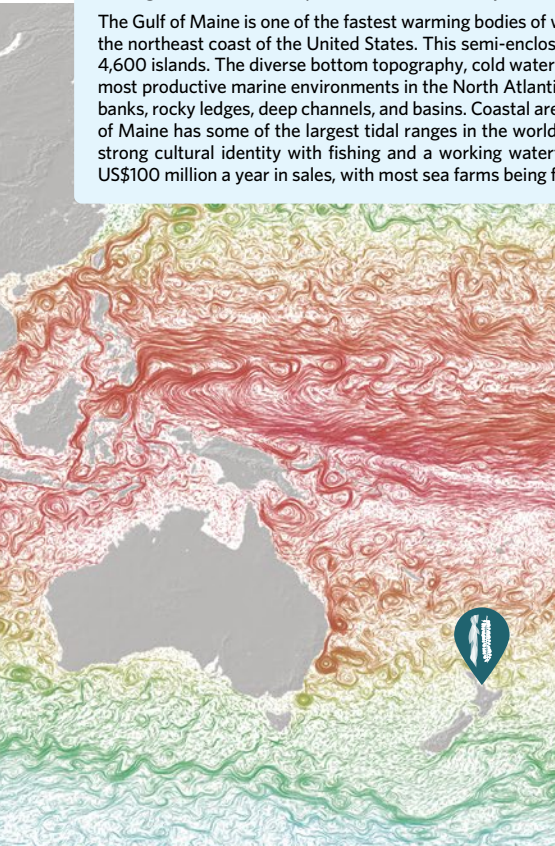 The Gulf of Maine is one of the fastest warming bodies of
the northeast coast of the United States. This semi-enclos
4,600 islands. The diverse bottom topography, cold water
most productive marine environments in the North Atlanti
banks, rocky ledges, deep channels, and basins. Coastal are
of Maine has some of the largest tidal ranges in the world
strong cultural identity with fishing and a working water
US$100 million a year in sales, with most sea farms being f